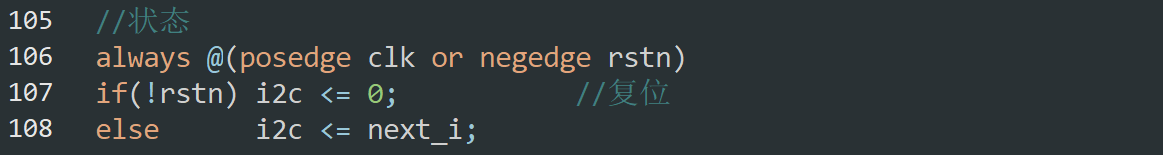 105 //状态
106 always @(posedge clk or negedge rstn)
107 if(!rstn) i2c <= 0; //复位
108 else i2c <= next_i;